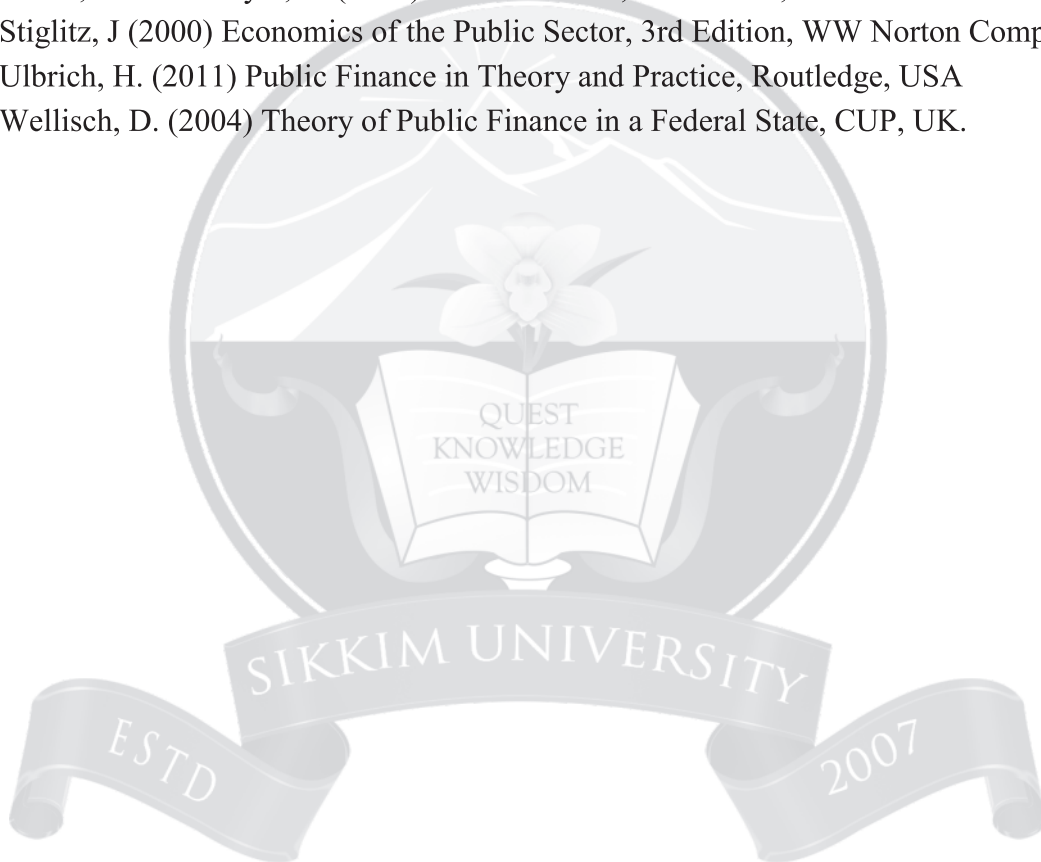 Stiglitz, J (2000) Economics of the Public Sector, 3rd Edition, WW Norton Comp
Ulbrich, H. (2011) Public Finance in Theory and Practice, Routledge, USA
Wellisch, D. (2004) Theory of Public Finance in a Federal State, CUP, UK.
QUEST
KNOWLEDGE
WISDOM
SIKKIM UNIVERSITY
ESTD
2007